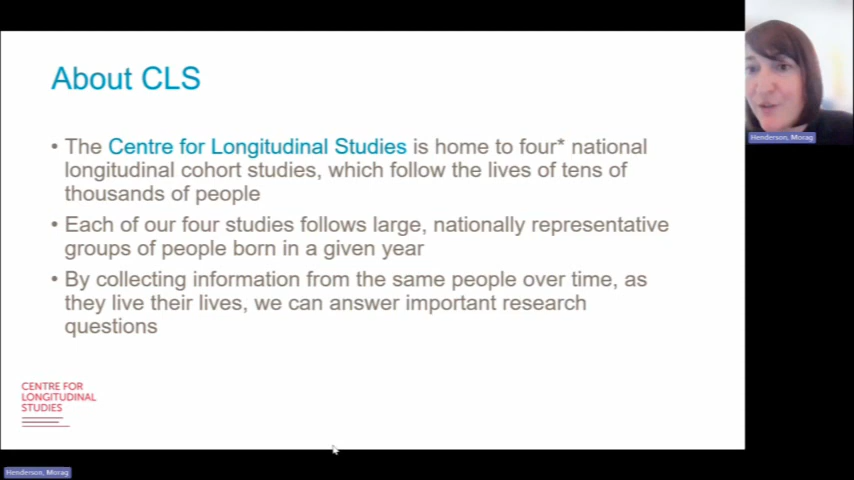 About CLS
• The Centre for Longitudinal Studies is home to four* national
longitudinal cohort studies, which follow the lives of tens of
thousands of people
• Each of our four studies follows large, nationally representative
groups of people born in a given year
• By collecting information from the same people over time, as
they live their lives, we can answer important research
questions
CENTRE FOR
LONGITUDINAL
STUDIES
Henderson, Morag
Henderson, Morag